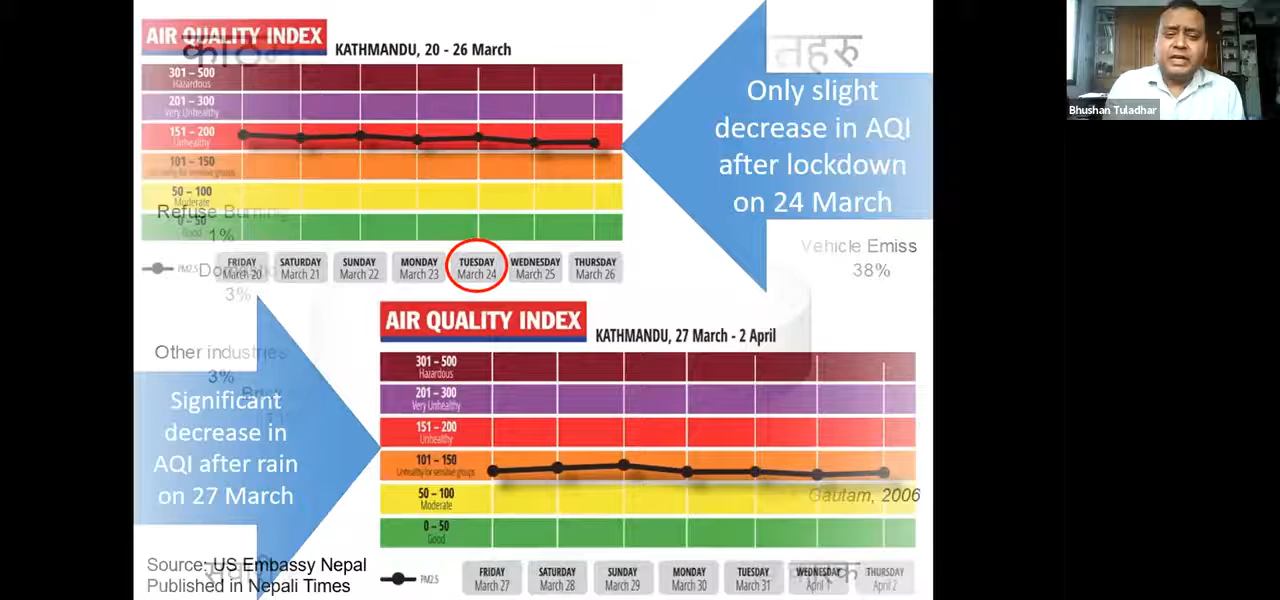 AIR QUALITY INDEX
KATHMANDU, 20 - 26 March
तहरु
301 – 500
Hazardous
201 – 300
Very Unhealthy
151 – 200
Unhealthy
101 – 150
50 – 100
Moderate
0 – 50
Good
PM2.5
FRIDAY
March 20
SATURDAY
March 21
SUNDAY
March 22
MONDAY
March 23
TUESDAY
March 24
WEDNESDAY
March 25
THURSDAY
March 26
Only slight
decrease in AQI
after lockdown
on 24 March
Bhushan Tuladhar
Refuse Burning
1%
3%
Vehicle Emiss
38%
Other industries
3%
AIR QUALITY INDEX
KATHMANDU, 27 March - 2 April
301 – 500
Hazardous
201 – 300
Very Unhealthy
151 – 200
Unhealthy
101 – 150
Unhealthy for sensitive groups
50 – 100
Moderate
0 – 50
Good
PM2.5
FRIDAY
March 27
SATURDAY
March 28
SUNDAY
March 29
MONDAY
March 30
TUESDAY
March 31
WEDNESDAY
April 1
THURSDAY
April 2
Significant
decrease in
AQI after rain
on 27 March
Gautam, 2006
Source: US Embassy Nepal
Published in Nepali Times